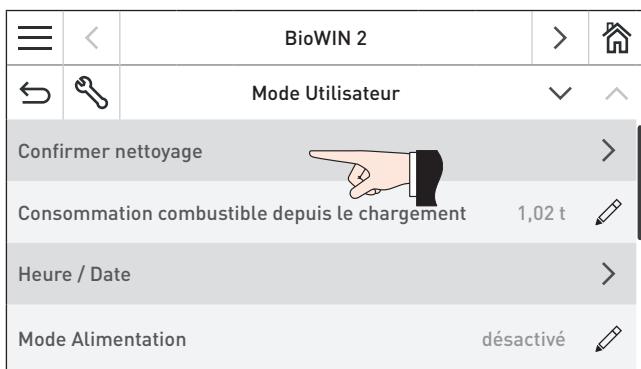 BioWIN 2
Mode Utilisateur
Confirmer nettoyage
Consommation combustible depuis le chargement 1,02 t
Heure / Date
Mode Alimentation désactivé